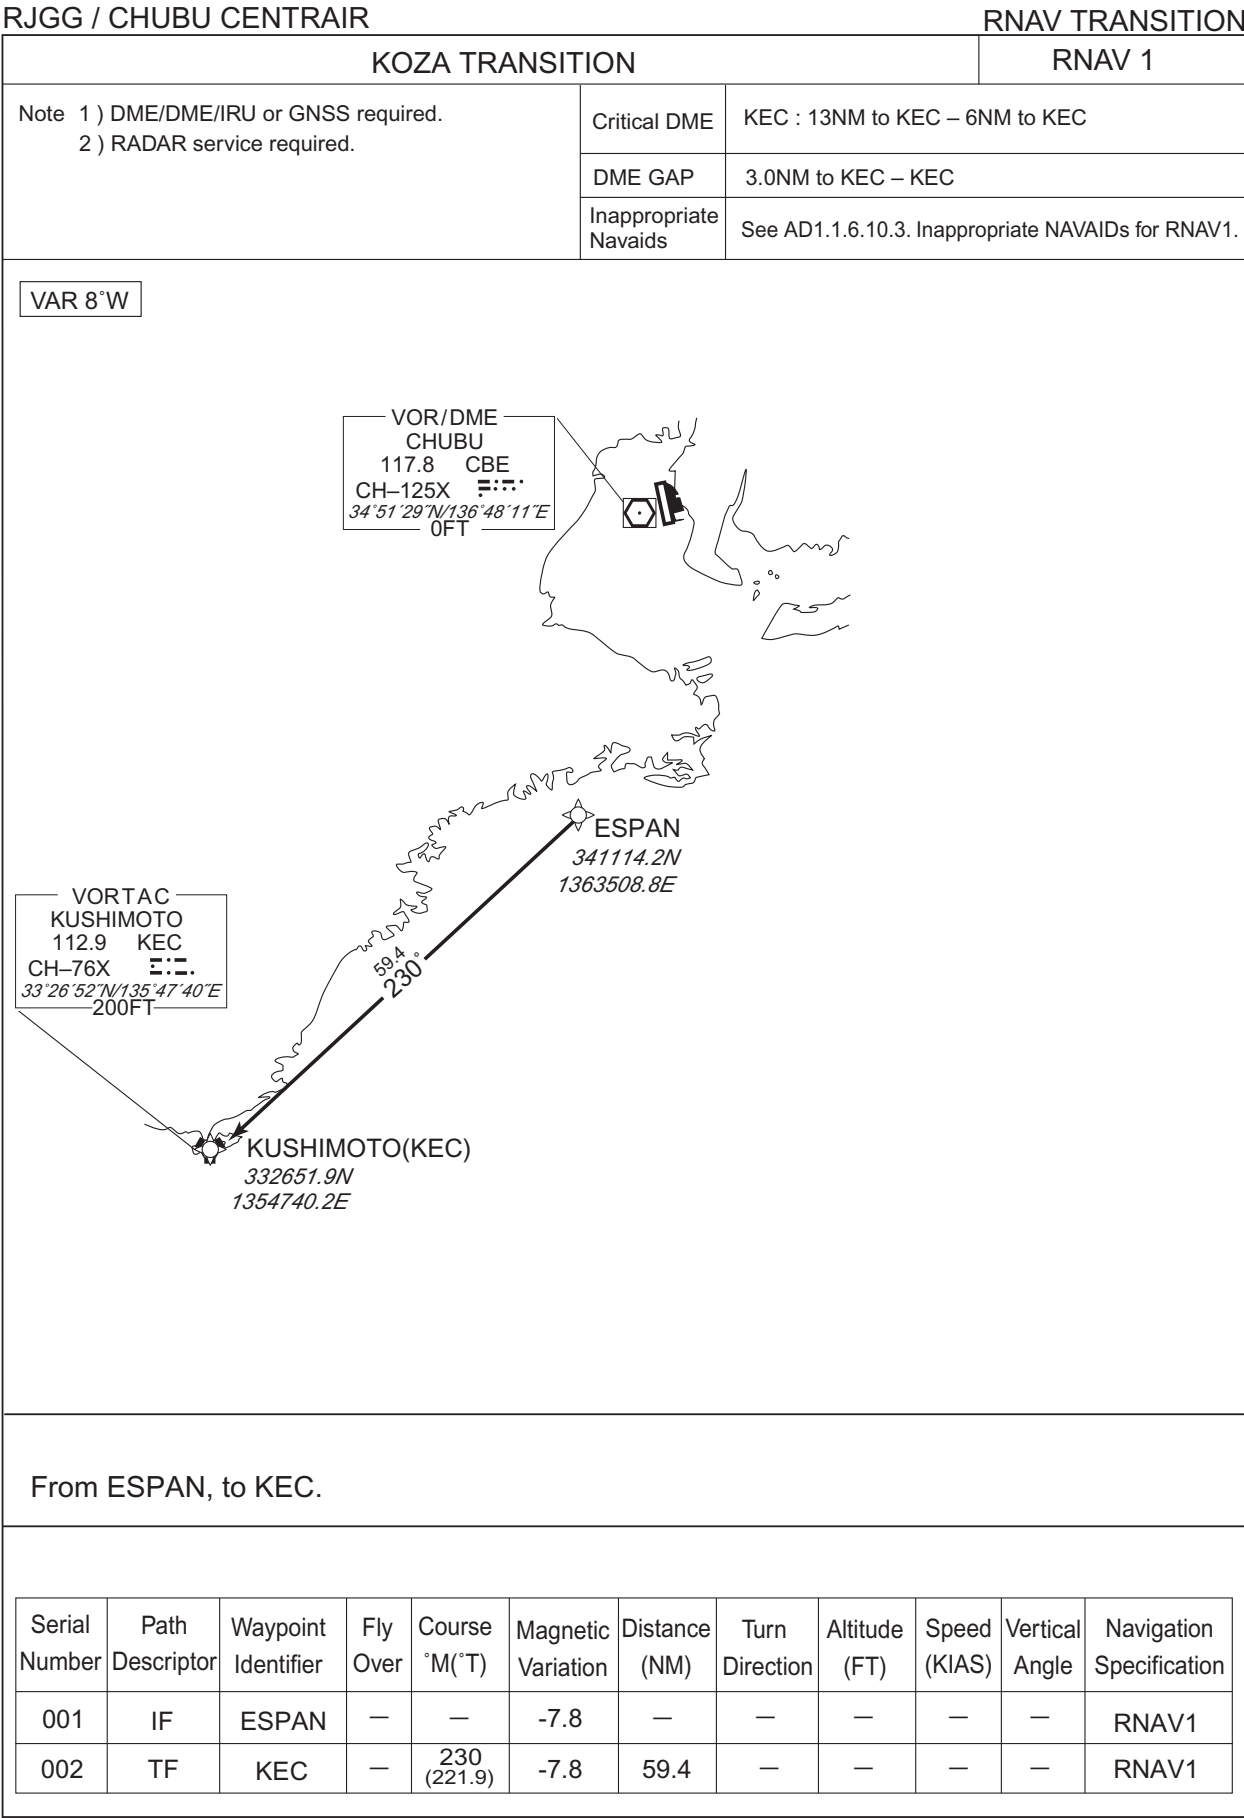 RJGG / CHUBU CENTRAIR
RNAV TRANSITION
KOZA TRANSITION
RNAV 1
Note 1 ) DME/DME/IRU or GNSS required.
2 ) RADAR service required.
Critical DME
KEC : 13NM to KEC – 6NM to KEC
DME GAP
3.0NM to KEC – KEC
Inappropriate
Navaids
See AD1.1.6.10.3. Inappropriate NAVAIDs for RNAV1.
VAR 8°W
VOR/DME
CHUBU
117.8 CBE
CH–125X
34°51´29˝N/136°48´11˝E
0FT
ESPAN
341114.2N
1363508.8E
VORTAC
KUSHIMOTO
112.9 KEC
CH–76X
33°26´52˝N/135°47´40˝E
200FT
59.4
230°
KUSHIMOTO(KEC)
332651.9N
1354740.2E
From ESPAN, to KEC.
Serial Number Path Descriptor Waypoint Identifier Fly Over Course °M(°T) Magnetic Variation Distance (NM) Turn Direction Altitude (FT) Speed (KIAS) Vertical Angle Navigation Specification
001 IF ESPAN — — -7.8 — — — — — RNAV1
002 TF KEC — 230 (221.9) -7.8 59.4 — — — — RNAV1